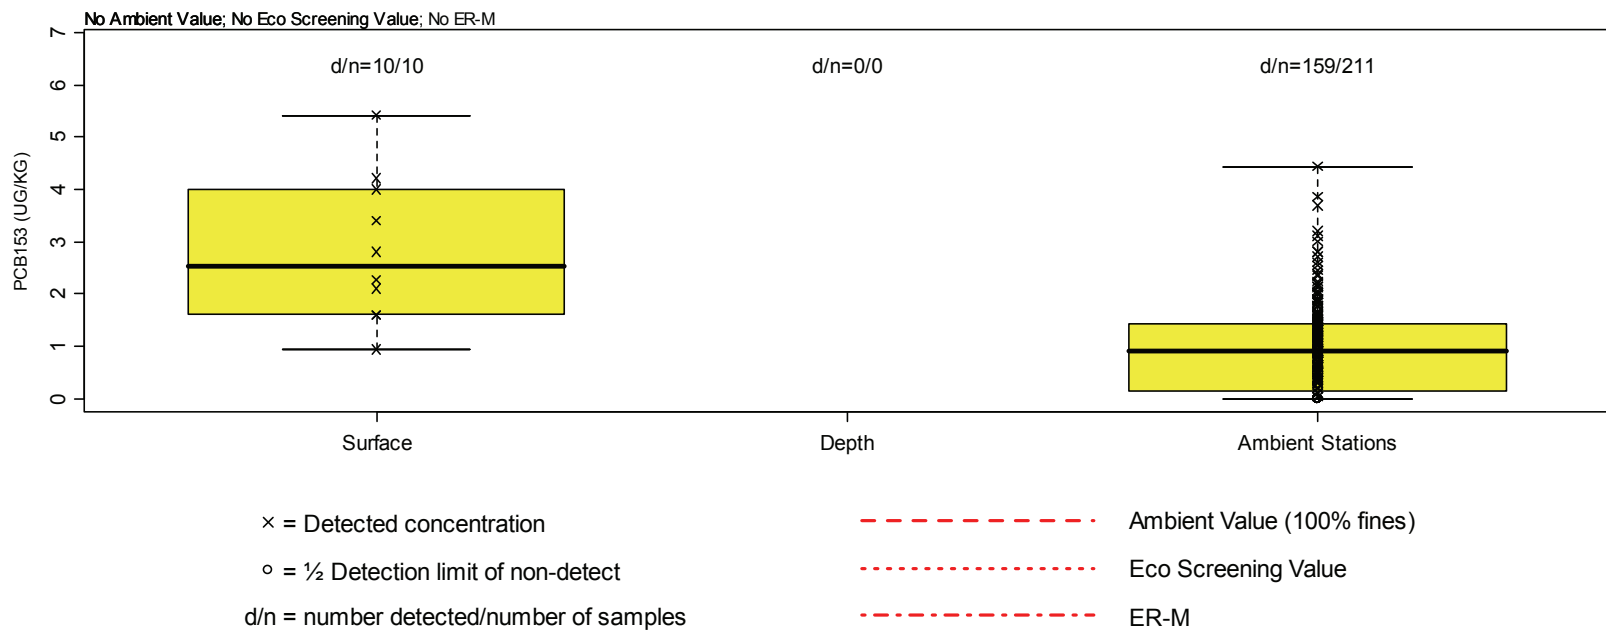 No Ambient Value; No Eco Screening Value; No ER-M
PCB153 (UG/KG)
7
6
5
4
3
2
1
0
d/n=10/10
d/n=0/0
d/n=159/211
Surface
Depth
Ambient Stations
× = Detected concentration
o = ½ Detection limit of non-detect
d/n = number detected/number of samples
Ambient Value (100% fines)
Eco Screening Value
ER-M